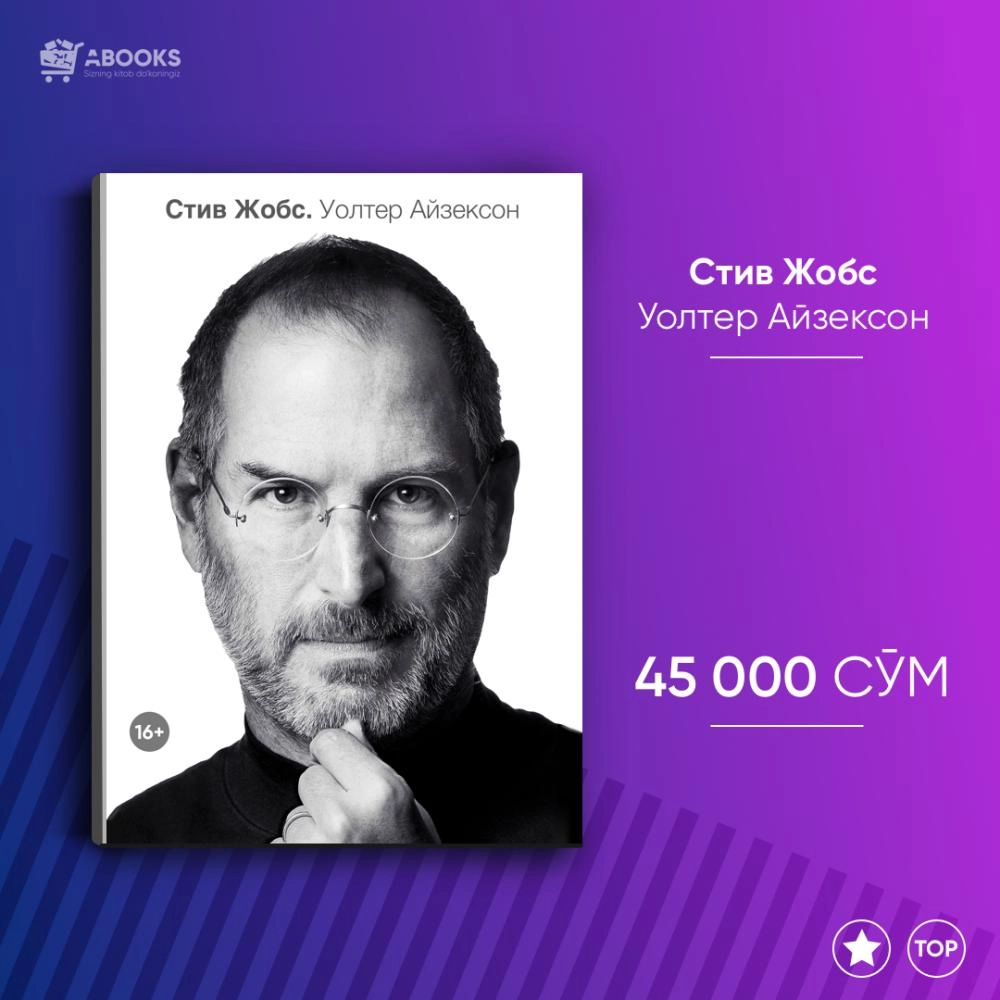 ABOOKS
Sizning kitob do'koningiz
Стив Жобс. Уолтер Айзексон
16+
Стив Жобс
Уолтер Айзексон
45 000 СЎМ
TOP